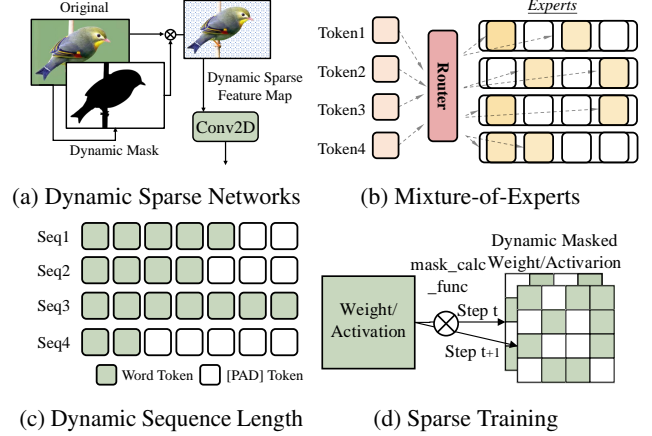 Original
Dynamic Sparse
Feature Map
Conv2D
Dynamic Mask
(a) Dynamic Sparse Networks
Experts
Token1
Token2
Token3
Token4
Router
(b) Mixture-of-Experts
Seq1
Seq2
Seq3
Seq4
Word Token
[PAD] Token
(c) Dynamic Sequence Length
Dynamic Masked
Weight/Activarion
mask_calc
_func
Weight/
Activation
Step t
Step t+1
(d) Sparse Training